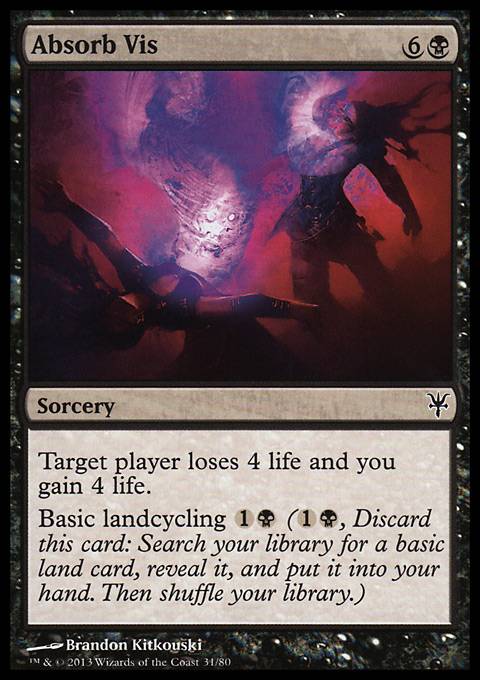 Absorb Vis 6
Sorcery
Target player loses 4 life and you
gain 4 life.
Basic landcycling 1 (1, Discard
this card: Search your library for a basic
land card, reveal it, and put it into your
hand. Then shuffle your library.)
Brandon Kitkouski
™ & © 2013 Wizards of the Coast 31/80